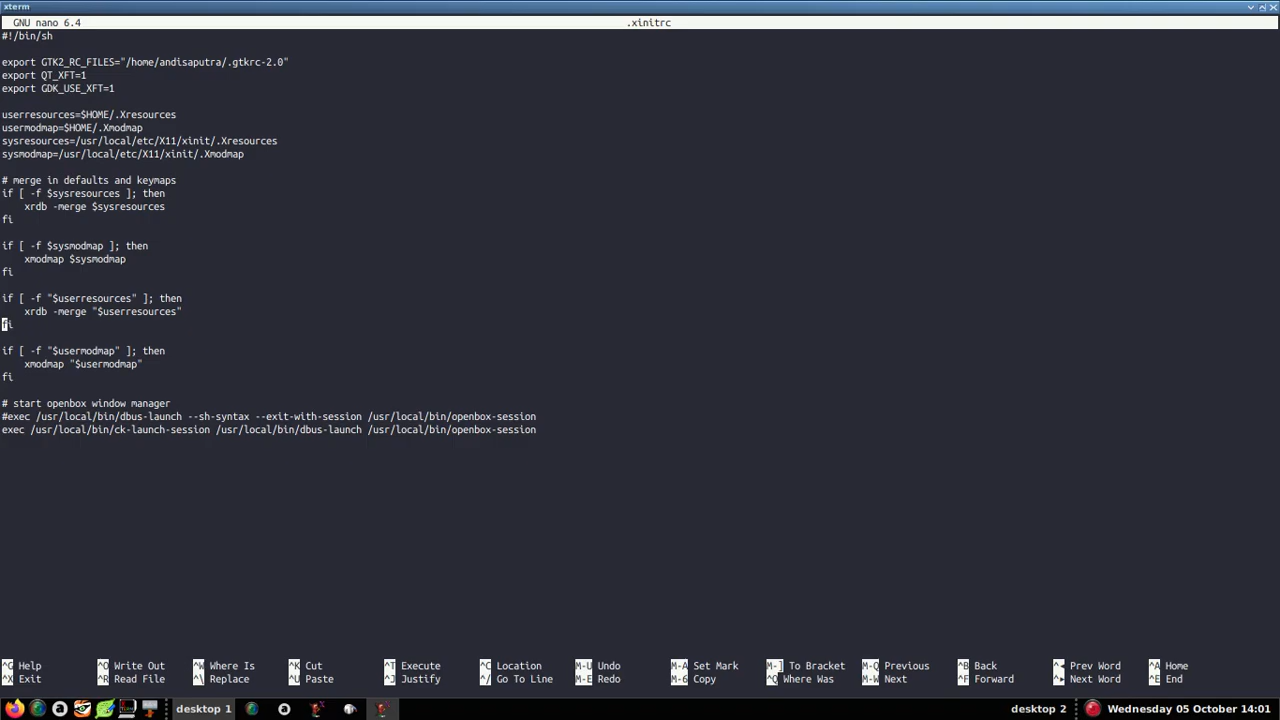 xterm
GNU nano 6.4 .xinitrc
#!/bin/sh
export GTK2_RC_FILES="/home/andisaputra/.gtkrc-2.0"
export QT_XFT=1
export GDK_USE_XFT=1
userresources=$HOME/.Xresources
usermodmap=$HOME/.Xmodmap
sysresources=/usr/local/etc/X11/xinit/.Xresources
sysmodmap=/usr/local/etc/X11/xinit/.Xmodmap
# merge in defaults and keymaps
if [ -f $sysresources ]; then
xrdb -merge $sysresources
fi
if [ -f $sysmodmap ]; then
xmodmap $sysmodmap
fi
if [ -f "$userresources" ]; then
xrdb -merge "$userresources"
fi
if [ -f "$usermodmap" ]; then
xmodmap "$usermodmap"
fi
# start openbox window manager
#exec /usr/local/bin/dbus-launch --sh-syntax --exit-with-session /usr/local/bin/openbox-session
exec /usr/local/bin/ck-launch-session /usr/local/bin/dbus-launch /usr/local/bin/openbox-session
^G Help ^O Write Out ^W Where Is ^K Cut ^T Execute ^C Location M-U Undo M-A Set Mark M-] To Bracket M-Q Previous ^B Back ^◂ Prev Word ^A Home
^X Exit ^R Read File ^\ Replace ^U Paste ^J Justify ^/ Go To Line M-E Redo M-6 Copy ^Q Where Was M-W Next ^F Forward ^▸ Next Word ^E End
desktop 1 desktop 2 Wednesday 05 October 14:01